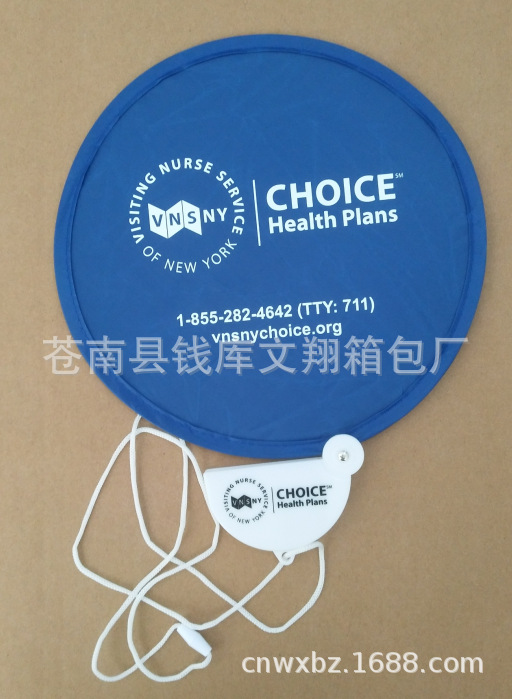 VISITING NURSE SERVICE
OF NEW YORK
VNSNY
CHOICE℠
Health Plans
1-855-282-4642 (TTY: 711)
vnsnychoice.org
苍南县钱库文翔箱包厂
VISITING NURSE SERVICE
OF NEW YORK
VNSNY
CHOICE℠
Health Plans
cnwxbz.1688.com